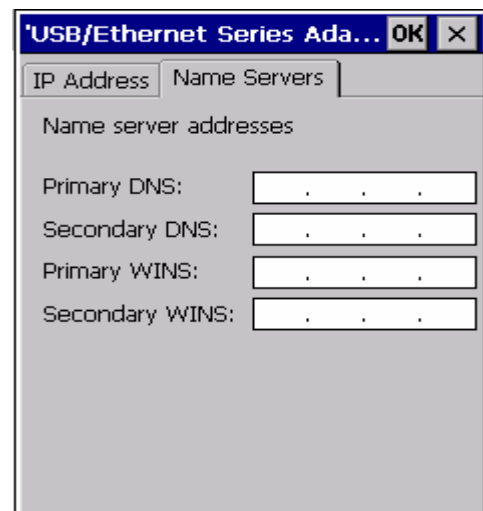 'USB/Ethernet Series Ada... OK ×
IP Address Name Servers
Name server addresses
Primary DNS: . . .
Secondary DNS: . . .
Primary WINS: . . .
Secondary WINS: . . .